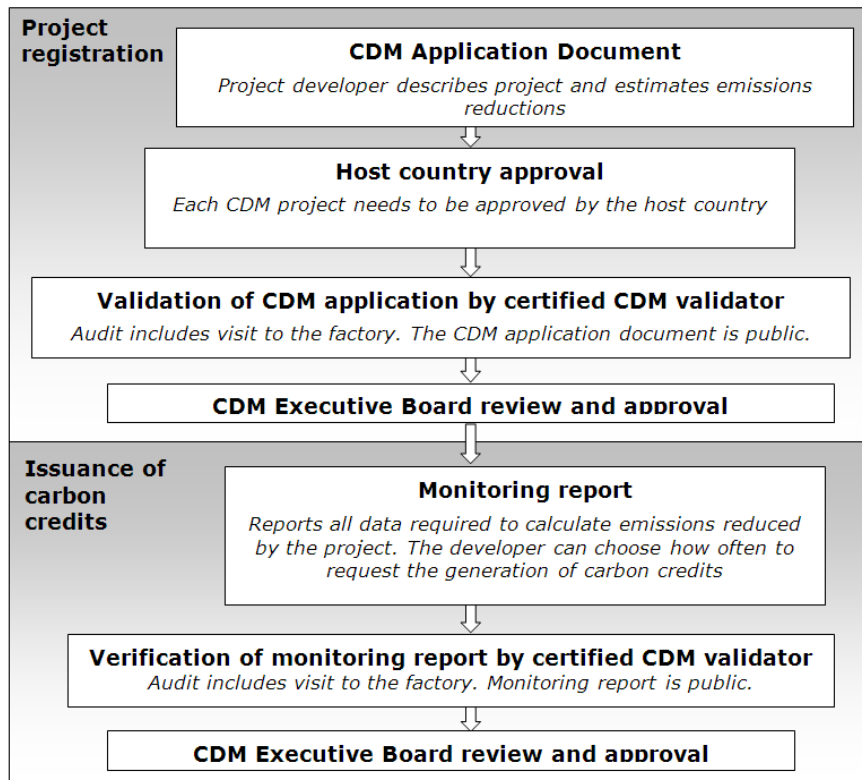 Project
registration
CDM Application Document
Project developer describes project and estimates emissions
reductions
Host country approval
Each CDM project needs to be approved by the host country
Validation of CDM application by certified CDM validator
Audit includes visit to the factory. The CDM application document is public.
CDM Executive Board review and approval
Issuance of
carbon
credits
Monitoring report
Reports all data required to calculate emissions reduced
by the project. The developer can choose how often to
request the generation of carbon credits
Verification of monitoring report by certified CDM validator
Audit includes visit to the factory. Monitoring report is public.
CDM Executive Board review and approval